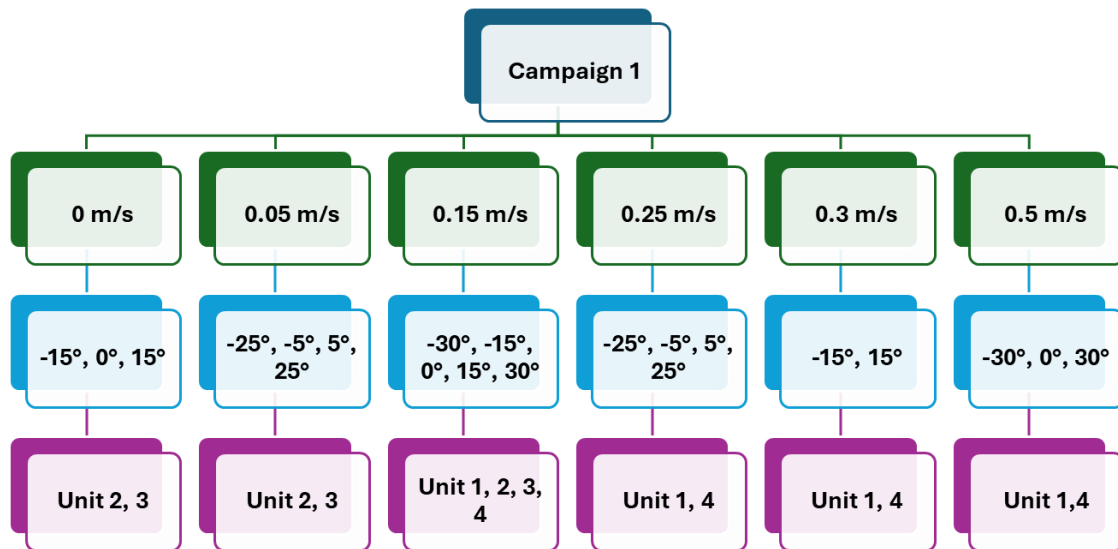 Campaign 1
0 m/s
0.05 m/s
0.15 m/s
0.25 m/s
0.3 m/s
0.5 m/s
-15°, 0°, 15°
-25°, -5°, 5°,
25°
-30°, -15°,
0°, 15°, 30°
-25°, -5°, 5°,
25°
-15°, 15°
-30°, 0°, 30°
Unit 2, 3
Unit 2, 3
Unit 1, 2, 3,
4
Unit 1, 4
Unit 1, 4
Unit 1,4